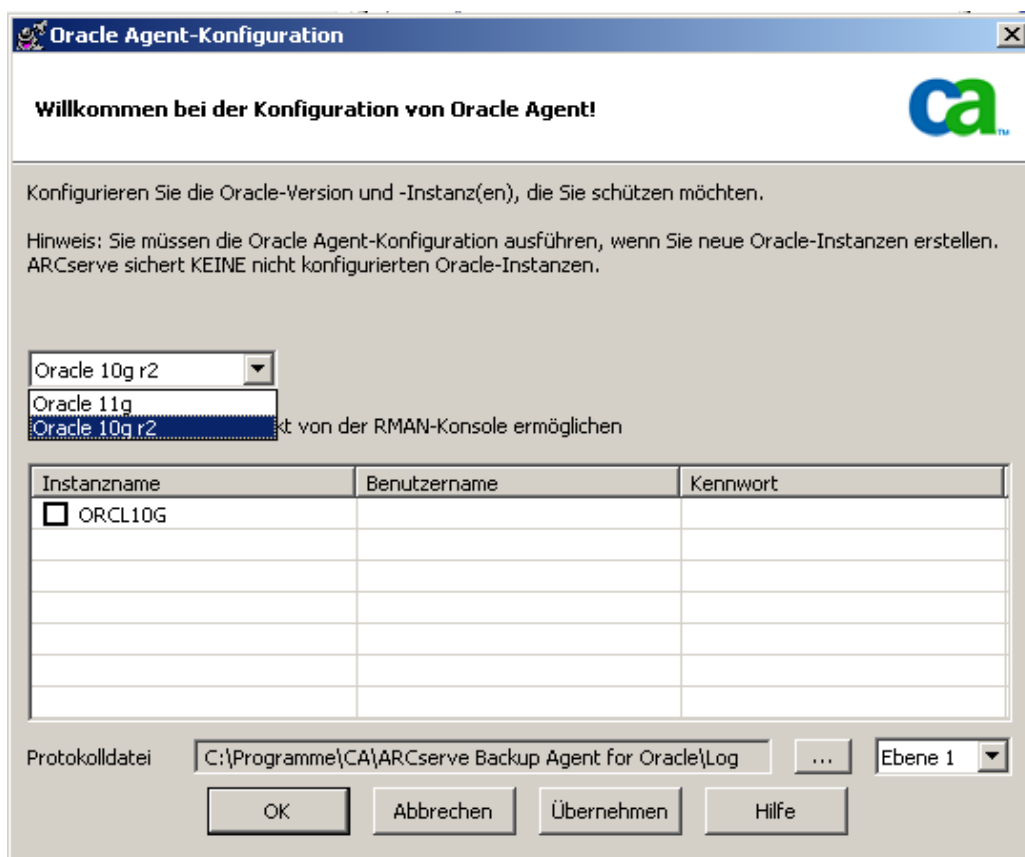 Oracle Agent-Konfiguration
Willkommen bei der Konfiguration von Oracle Agent!
ca
TM
Konfigurieren Sie die Oracle-Version und -Instanz(en), die Sie schützen möchten.
Hinweis: Sie müssen die Oracle Agent-Konfiguration ausführen, wenn Sie neue Oracle-Instanzen erstellen.
ARCserve sichert KEINE nicht konfigurierten Oracle-Instanzen.
Oracle 10g r2
Oracle 11g
Oracle 10g r2
kt von der RMAN-Konsole ermöglichen
Instanzname Benutzername Kennwort
ORCL10G
Protokolldatei C:\Programme\CA\ARCserve Backup Agent for Oracle\Log ... Ebene 1
OK Abbrechen Übernehmen Hilfe